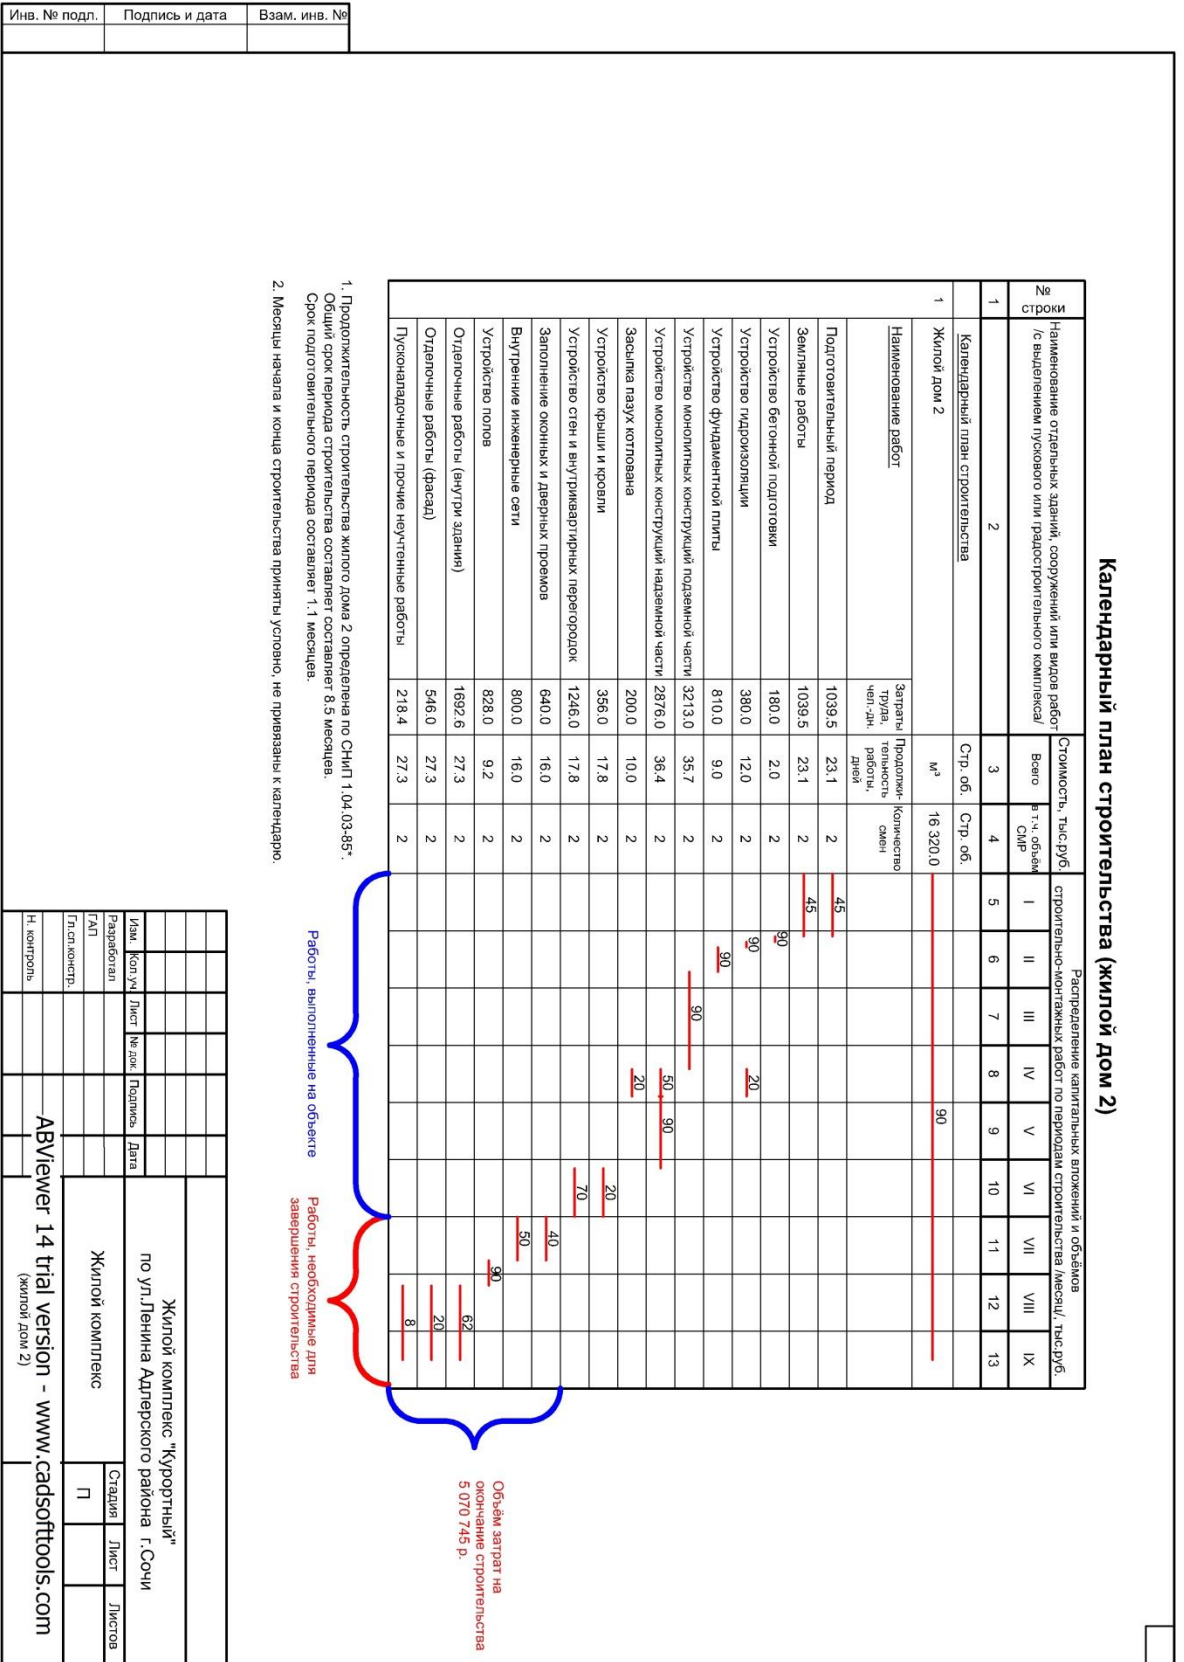 Инв. № подл.
Подпись и дата
Взам. инв. №
Календарный план строительства (жилой дом 2)
№
строки
Наименование отдельных зданий, сооружений или видов работ
/с выделением пускового или градостроительного комплекса/
Стоимость, тыс.руб.
Всего
в т.ч. объём
СМР
Распределение капитальных вложений и объёмов
строительно-монтажных работ по периодам строительства /месяц/, тыс.руб.
I II III IV V VI VII VIII IX
1 2 3 4 5 6 7 8 9 10 11 12 13
Календарный план строительства
Стр. об. Стр. об.
1 Жилой дом 2 м³ 16 320.0 90
Наименование работ
Затраты
труда,
чел.-дн.
Продолжи-
тельность
работы,
дней
Количество
смен
Подготовительный период 1039.5 23.1 2 45
Земляные работы 1039.5 23.1 2 45
Устройство бетонной подготовки 180.0 2.0 2 90
Устройство гидроизоляции 380.0 12.0 2 90 20
Устройство фундаментной плиты 810.0 9.0 2 90
Устройство монолитных конструкций подземной части 3213.0 35.7 2 90
Устройство монолитных конструкций надземной части 2876.0 36.4 2 50 90
Засыпка пазух котлована 200.0 10.0 2 20
Устройство крыши и кровли 356.0 17.8 2 20
Устройство стен и внутриквартирных перегородок 1246.0 17.8 2 70
Заполнение оконных и дверных проемов 640.0 16.0 2 40
Внутренние инженерные сети 800.0 16.0 2 50
Устройство полов 828.0 9.2 2 90
Отделочные работы (внутри здания) 1692.6 27.3 2 62
Отделочные работы (фасад) 546.0 27.3 2 20
Пусконаладочные и прочие неучтенные работы 218.4 27.3 2 8
Объём затрат на
окончание строительства
5 070 745 р.
1. Продолжительность строительства жилого дома 2 определена по СНиП 1.04.03-85*.
Общий срок периода строительства составляет составляет 8.5 месяцев.
Срок подготовительного периода составляет 1.1 месяцев.
2. Месяцы начала и конца строительства приняты условно, не привязаны к календарю.
Работы, выполненные на объекте
Работы, необходимые для
завершения строительства
Жилой комплекс "Курортный"
по ул.Ленина Адлерского района г.Сочи
Изм. Кол.уч. Лист № док. Подпись Дата
Разработал
ГАП
Гл.сп.констр.
Н. контроль
Жилой комплекс
Стадия Лист Листов
П
ABViewer 14 trial version - www.cadsofttools.com
(жилой дом 2)